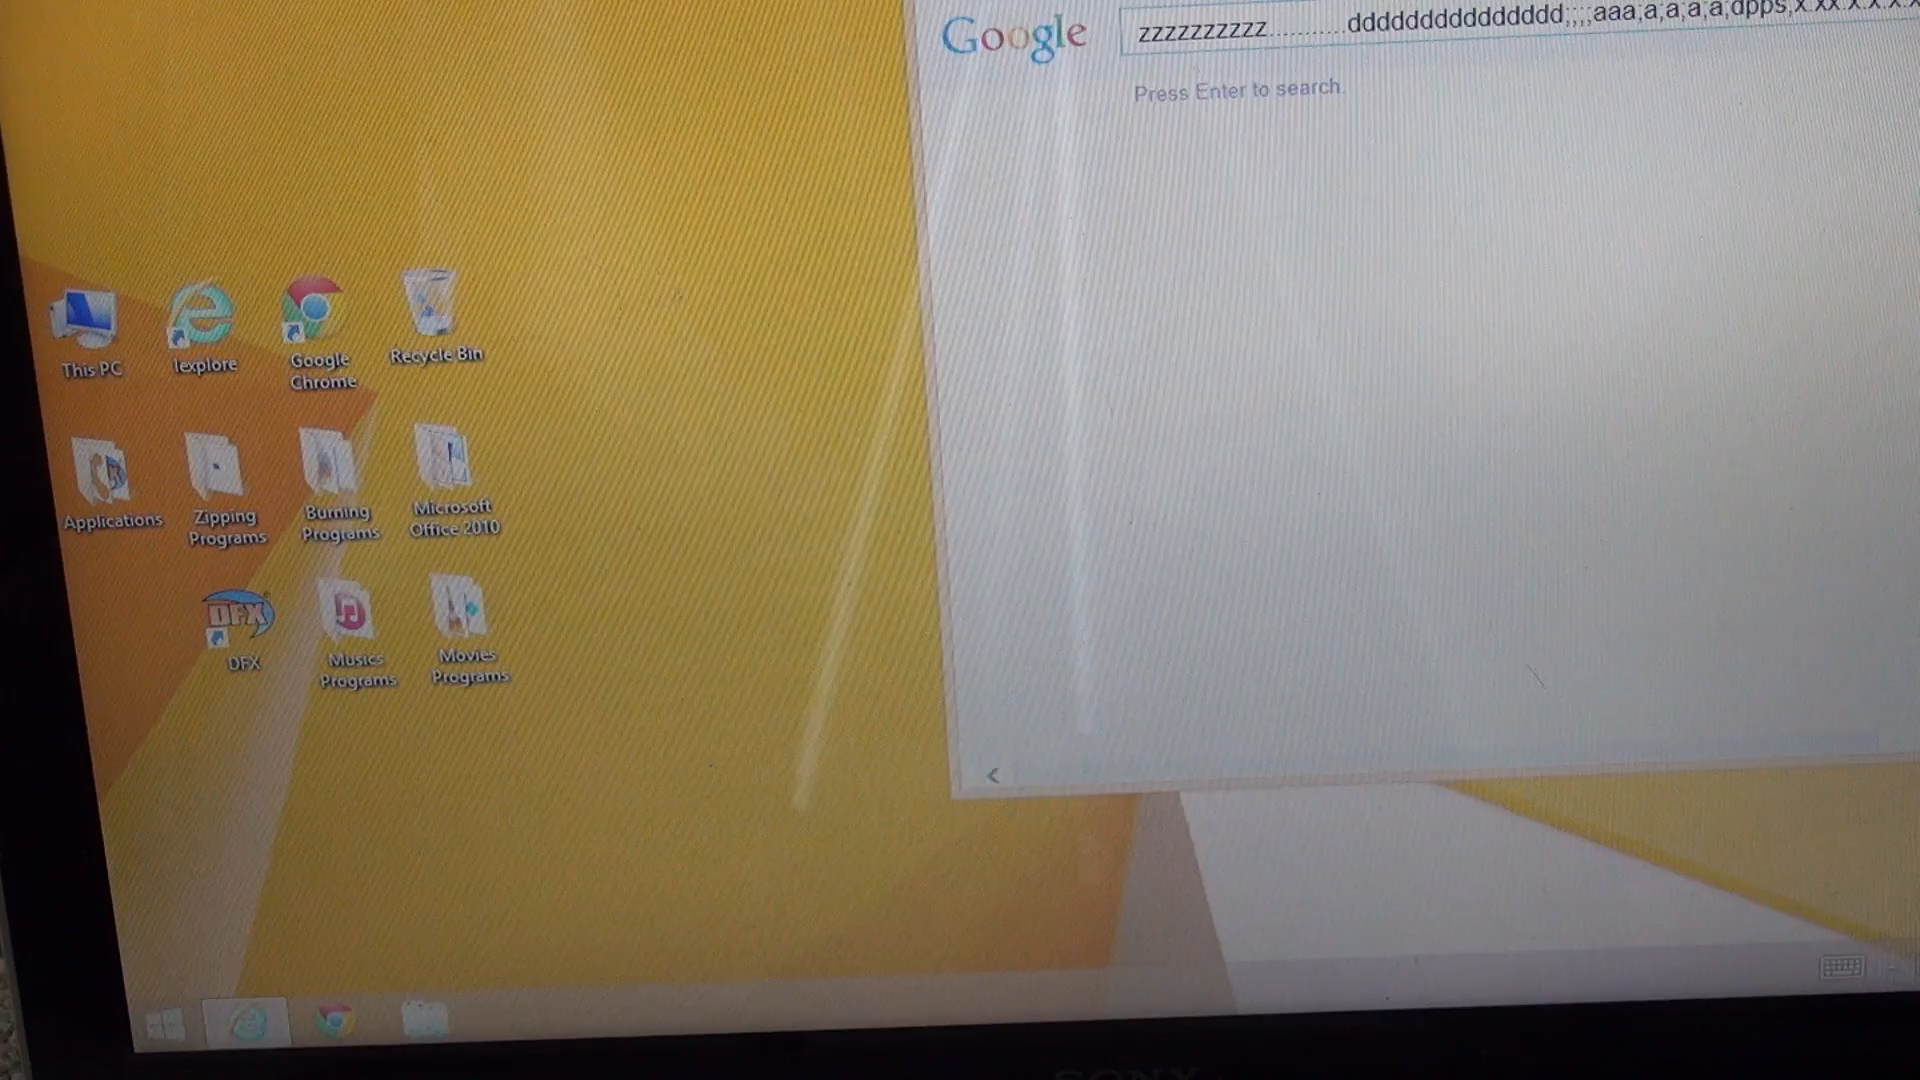 Google
zzzzzzzzzz...........ddddddddddddddd;;;;aaa;a;a;a;a;dpps,x
Press Enter to search.
This PC
Iexplore
Google
Chrome
Recycle Bin
Applications
Zipping
Programs
Burning
Programs
Microsoft
Office 2010
DFX
DFX
Musics
Programs
Movies
Programs
SONY